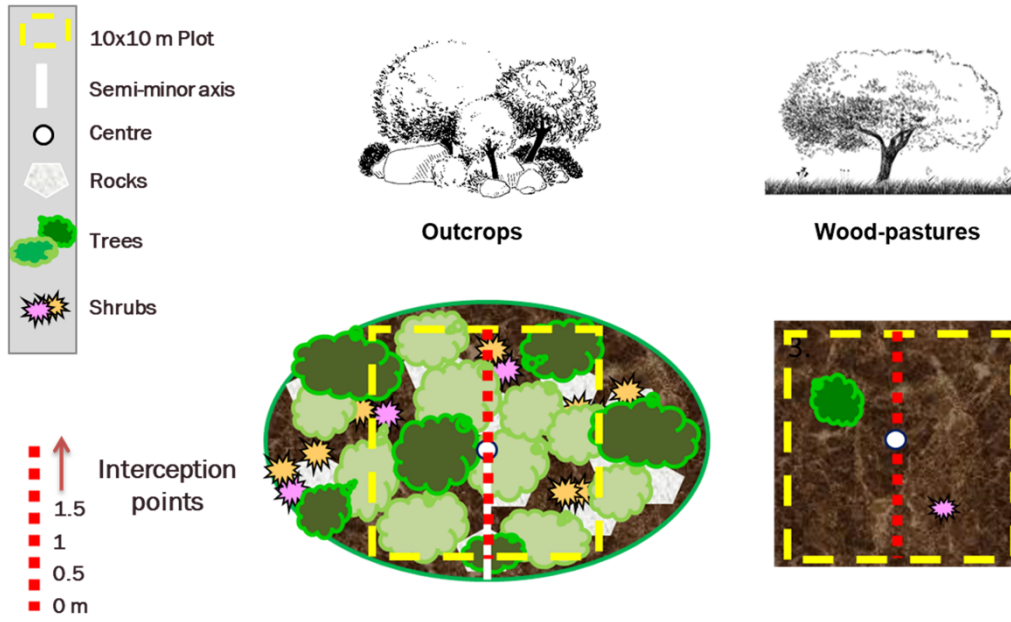 10x10 m Plot
Semi-minor axis
Centre
Rocks
Trees
Shrubs
Outcrops
Wood-pastures
3.
Interception
points
1.5
1
0.5
0 m